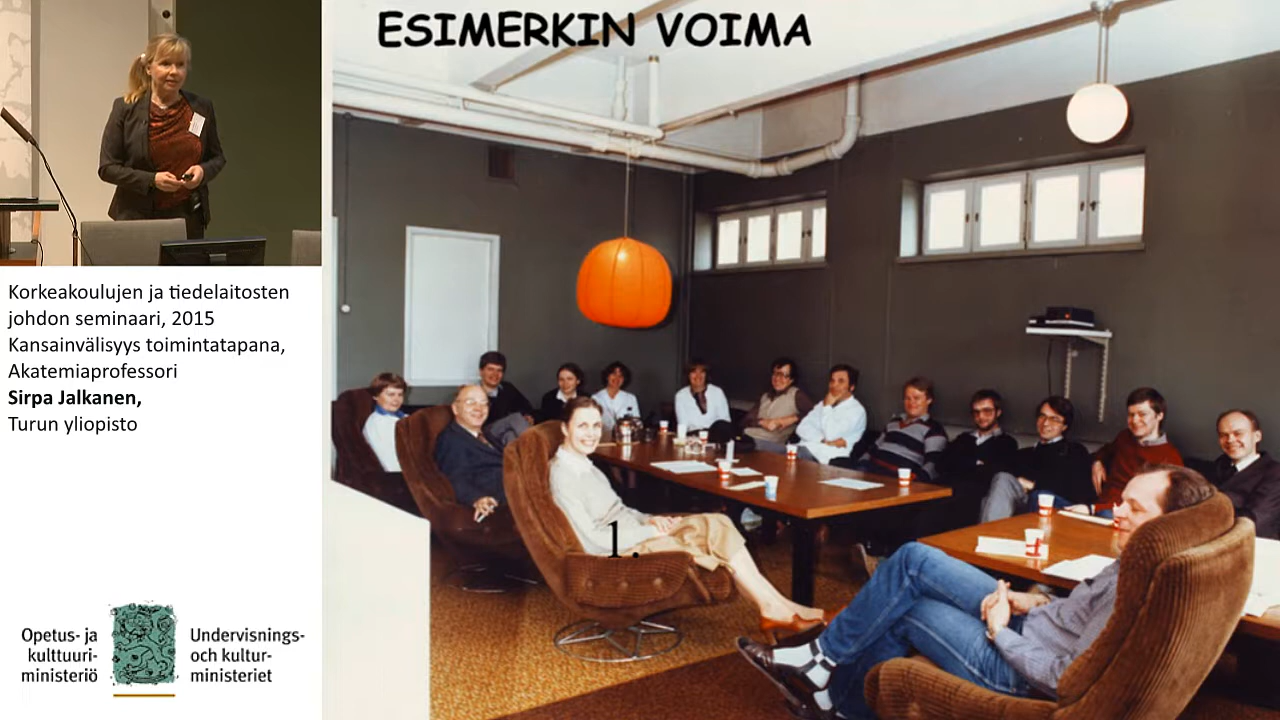 ESIMERKIN VOIMA
1.
Korkeakoulujen ja tiedelaitosten
johdon seminaari, 2015
Kansainvälisyys toimintatapana,
Akatemiaprofessori
Sirpa Jalkanen,
Turun yliopisto
Opetus- ja
kulttuuri-
ministeriö
Undervisnings-
och kultur-
ministeriet